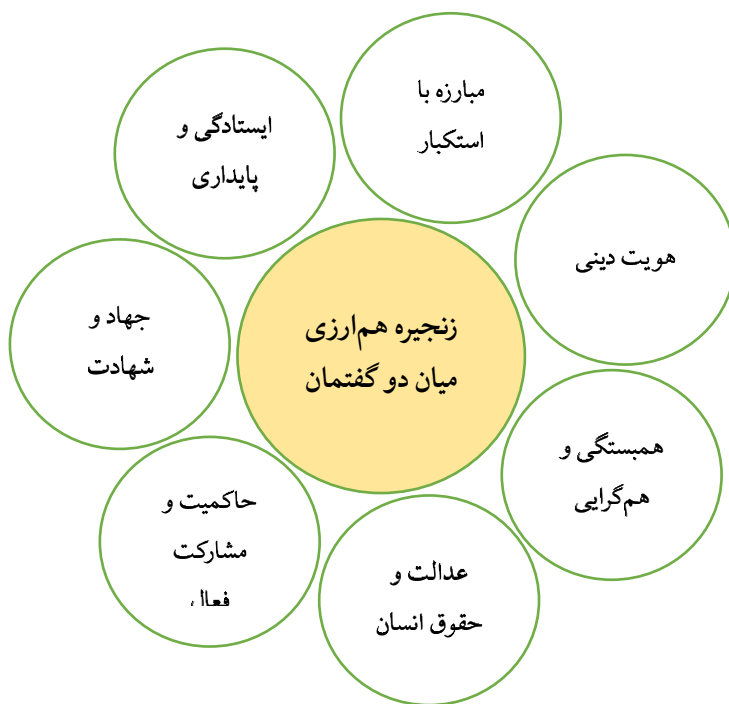 مبارزه با
استکبار
هویت دینی
همبستگی و
هم‌گرایی
عدالت و
حقوق انسان
حاکمیت و
مشارکت
فعال
جهاد و
شهادت
ایستادگی و
پایداری
زنجیره هم‌ارزی
میان دو گفتمان